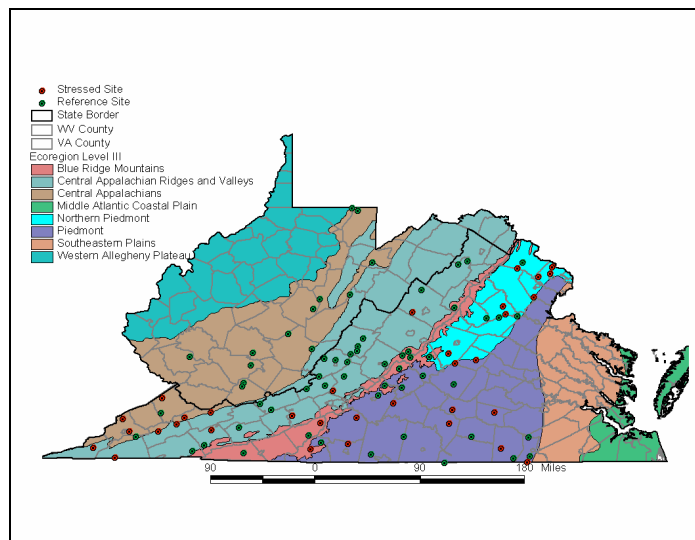 Stressed Site
Reference Site
State Border
WV County
VA County
Ecoregion Level III
Blue Ridge Mountains
Central Appalachian Ridges and Valleys
Central Appalachians
Middle Atlantic Coastal Plain
Northern Piedmont
Piedmont
Southeastern Plains
Western Allegheny Plateau
90 0 90 180 Miles